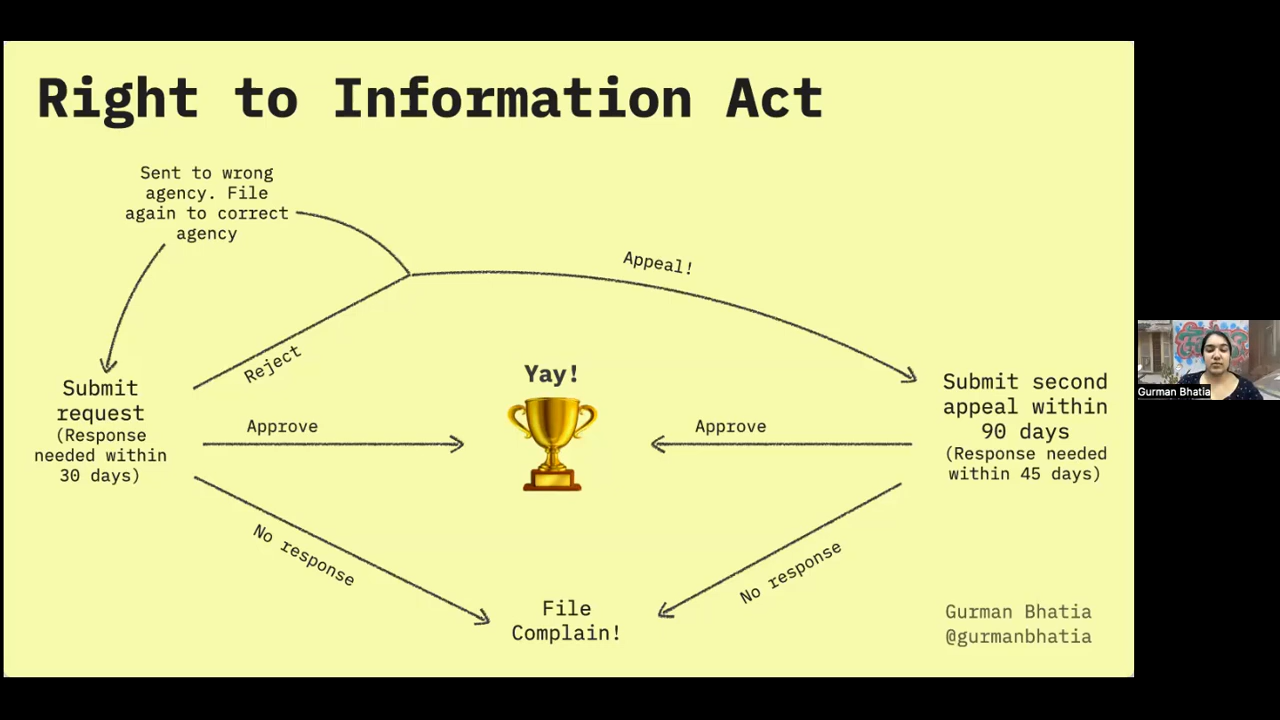 Right to Information Act
Sent to wrong
agency. File
again to correct
agency
Appeal!
Reject
Submit
request
(Response
needed within
30 days)
Approve
Yay!
Approve
Submit second
appeal within
90 days
(Response needed
within 45 days)
No response
No response
File
Complain!
Gurman Bhatia
@gurmanbhatia
Gurman Bhatia